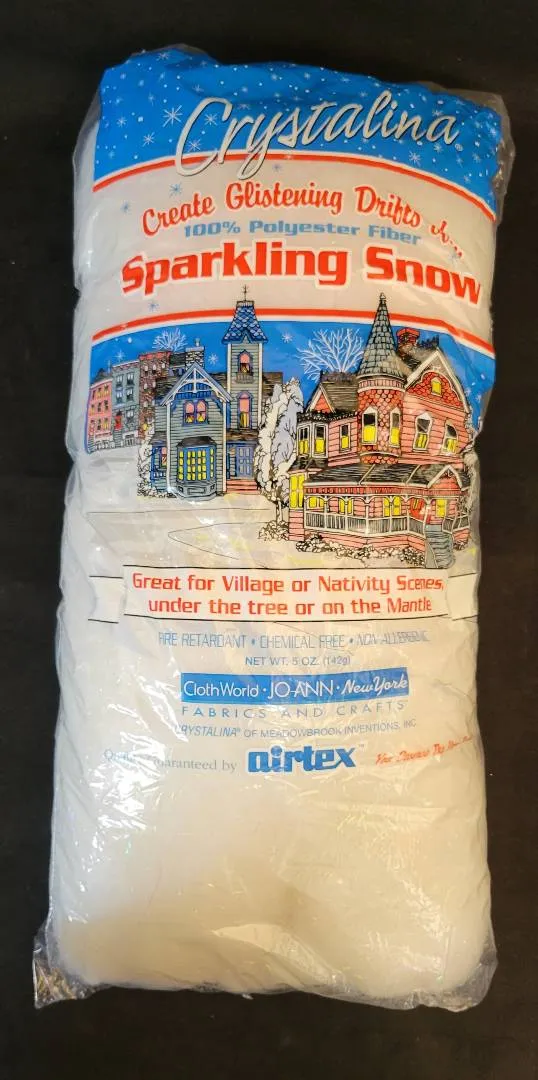 Crystalina®
Create Glistening Drifts
100% Polyester Fiber
Sparkling Snow
Great for Village or Nativity Scenes,
under the tree or on the Mantle
FIRE RETARDANT • CHEMICAL FREE • NON ALLERGENIC
NET WT. 5 OZ. (142g)
ClothWorld · JO-ANN · New York
FABRICS AND CRAFTS
CRYSTALINA® OF MEADOWBROOK INVENTIONS, INC.
Guaranteed by airtex™